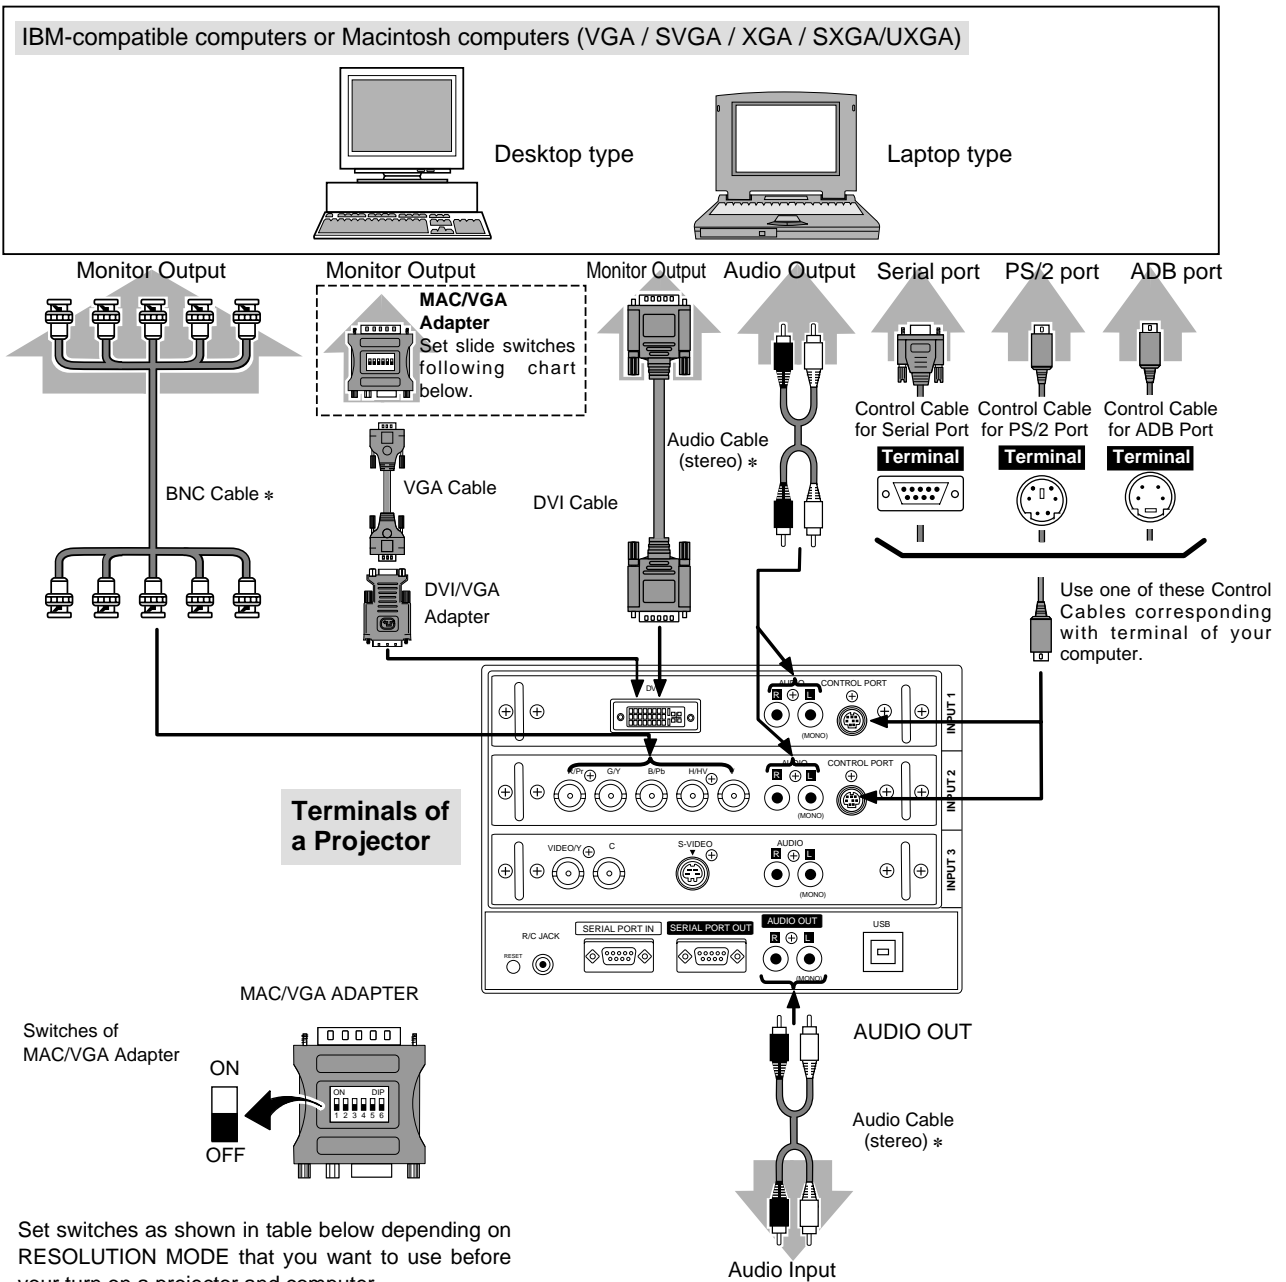 IBM-compatible computers or Macintosh computers (VGA / SVGA / XGA / SXGA/UXGA)
Desktop type
Laptop type
Monitor Output
Monitor Output
Monitor Output
Audio Output
Serial port
PS/2 port
ADB port
MAC/VGA
Adapter
Set slide switches
following chart
below.
Control Cable
for Serial Port
Control Cable
for PS/2 Port
Control Cable
for ADB Port
Terminal
Terminal
Terminal
Audio Cable
(stereo) *
BNC Cable *
VGA Cable
DVI Cable
DVI/VGA
Adapter
Use one of these Control
Cables corresponding
with terminal of your
computer.
AUDIO
CONTROL PORT
R
L
(MONO)
INPUT 1
G/Y
B/Pb
H/HV
AUDIO
CONTROL PORT
R
L
(MONO)
INPUT 2
Terminals of
a Projector
VIDEO/Y
C
S-VIDEO
AUDIO
R
L
(MONO)
INPUT 3
R/C JACK
RESET
SERIAL PORT IN
SERIAL PORT OUT
AUDIO OUT
R
L
(MONO)
USB
MAC/VGA ADAPTER
Switches of
MAC/VGA Adapter
ON
OFF
ON
DIP
1 2 3 4 5 6
AUDIO OUT
Audio Cable
(stereo) *
Audio Input
Set switches as shown in table below depending on
RESOLUTION MODE that you want to use before
your turn on a projector and computer